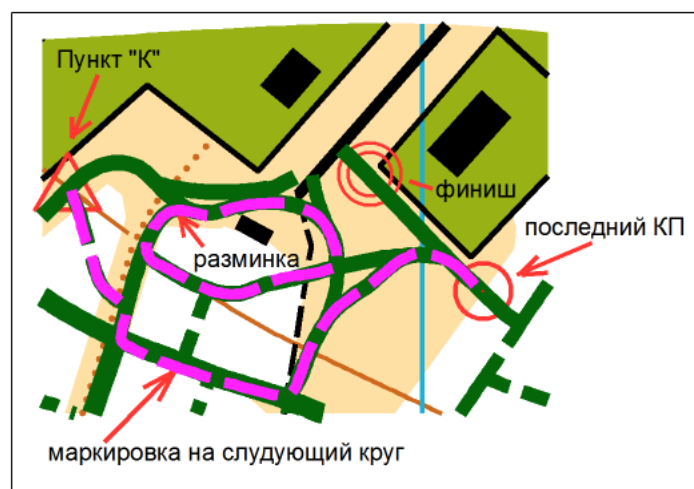 Пункт "К"
финиш
последний КП
разминка
маркировка на слудующий круг